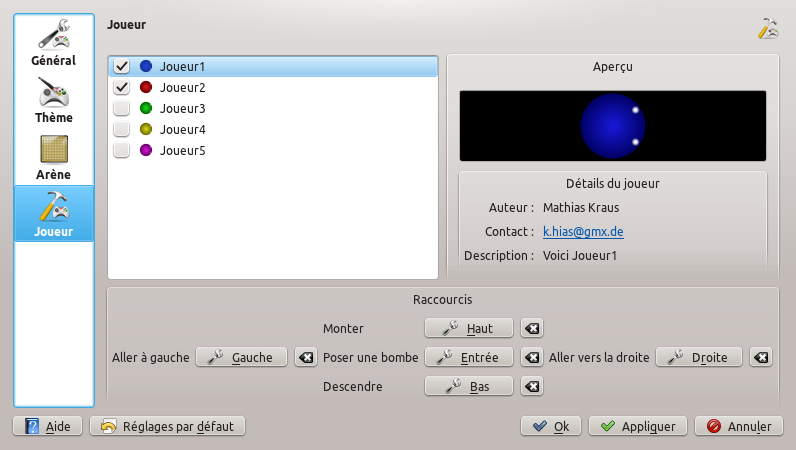 Général
Thème
Arène
Joueur
Joueur
Joueur1
Joueur2
Joueur3
Joueur4
Joueur5
Aperçu
Détails du joueur
Auteur : Mathias Kraus
Contact : k.hias@gmx.de
Description : Voici Joueur1
Raccourcis
Monter Haut
Aller à gauche Gauche Poser une bombe Entrée Aller vers la droite Droite
Descendre Bas
Aide Réglages par défaut Ok Appliquer Annuler